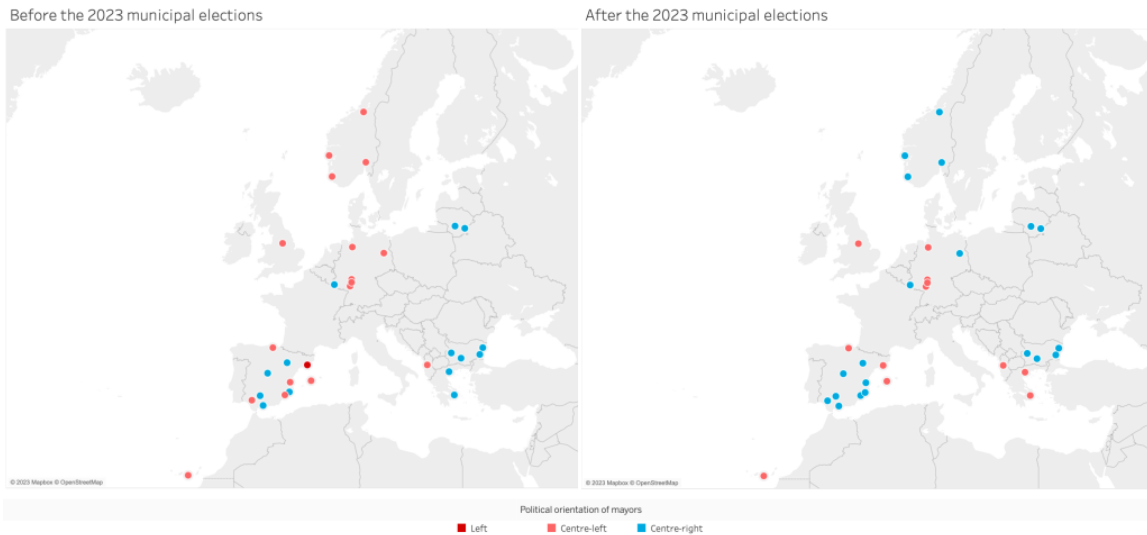 Before the 2023 municipal elections
After the 2023 municipal elections
© 2023 Mapbox © OpenStreetMap
© 2023 Mapbox © OpenStreetMap
Political orientation of mayors
Left
Centre-left
Centre-right